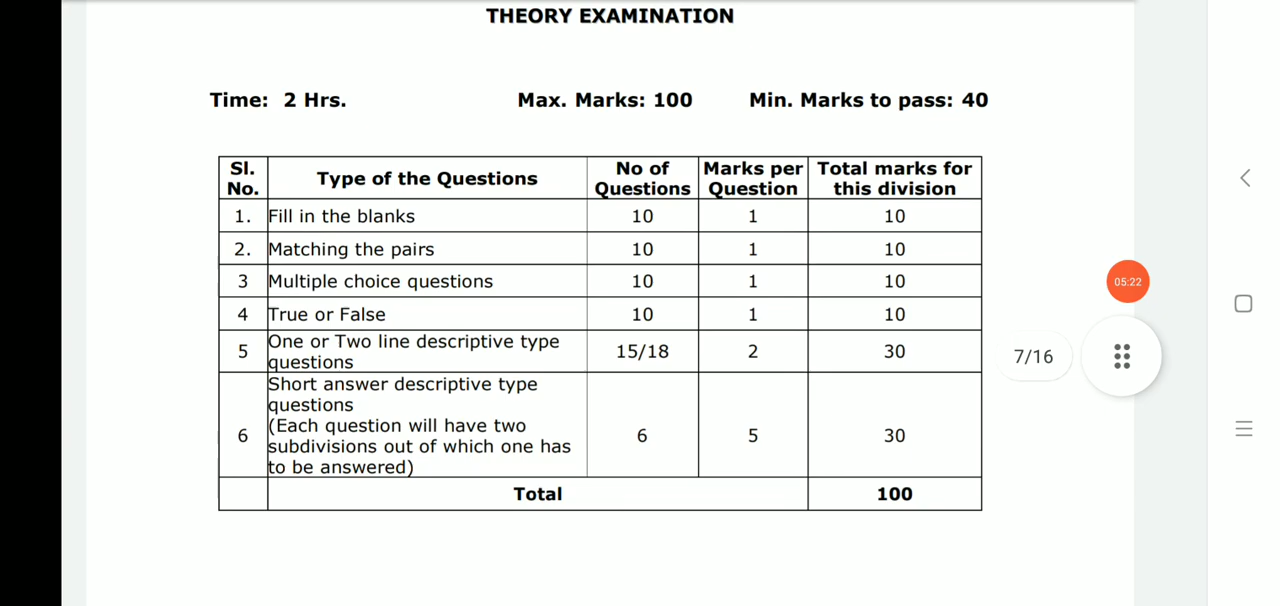 THEORY EXAMINATION
Time: 2 Hrs. Max. Marks: 100 Min. Marks to pass: 40
Sl. No. Type of the Questions No of Questions Marks per Question Total marks for this division
1. Fill in the blanks 10 1 10
2. Matching the pairs 10 1 10
3 Multiple choice questions 10 1 10
4 True or False 10 1 10
5 One or Two line descriptive type questions 15/18 2 30
6 Short answer descriptive type questions (Each question will have two subdivisions out of which one has to be answered) 6 5 30
Total 100
05:22
7/16